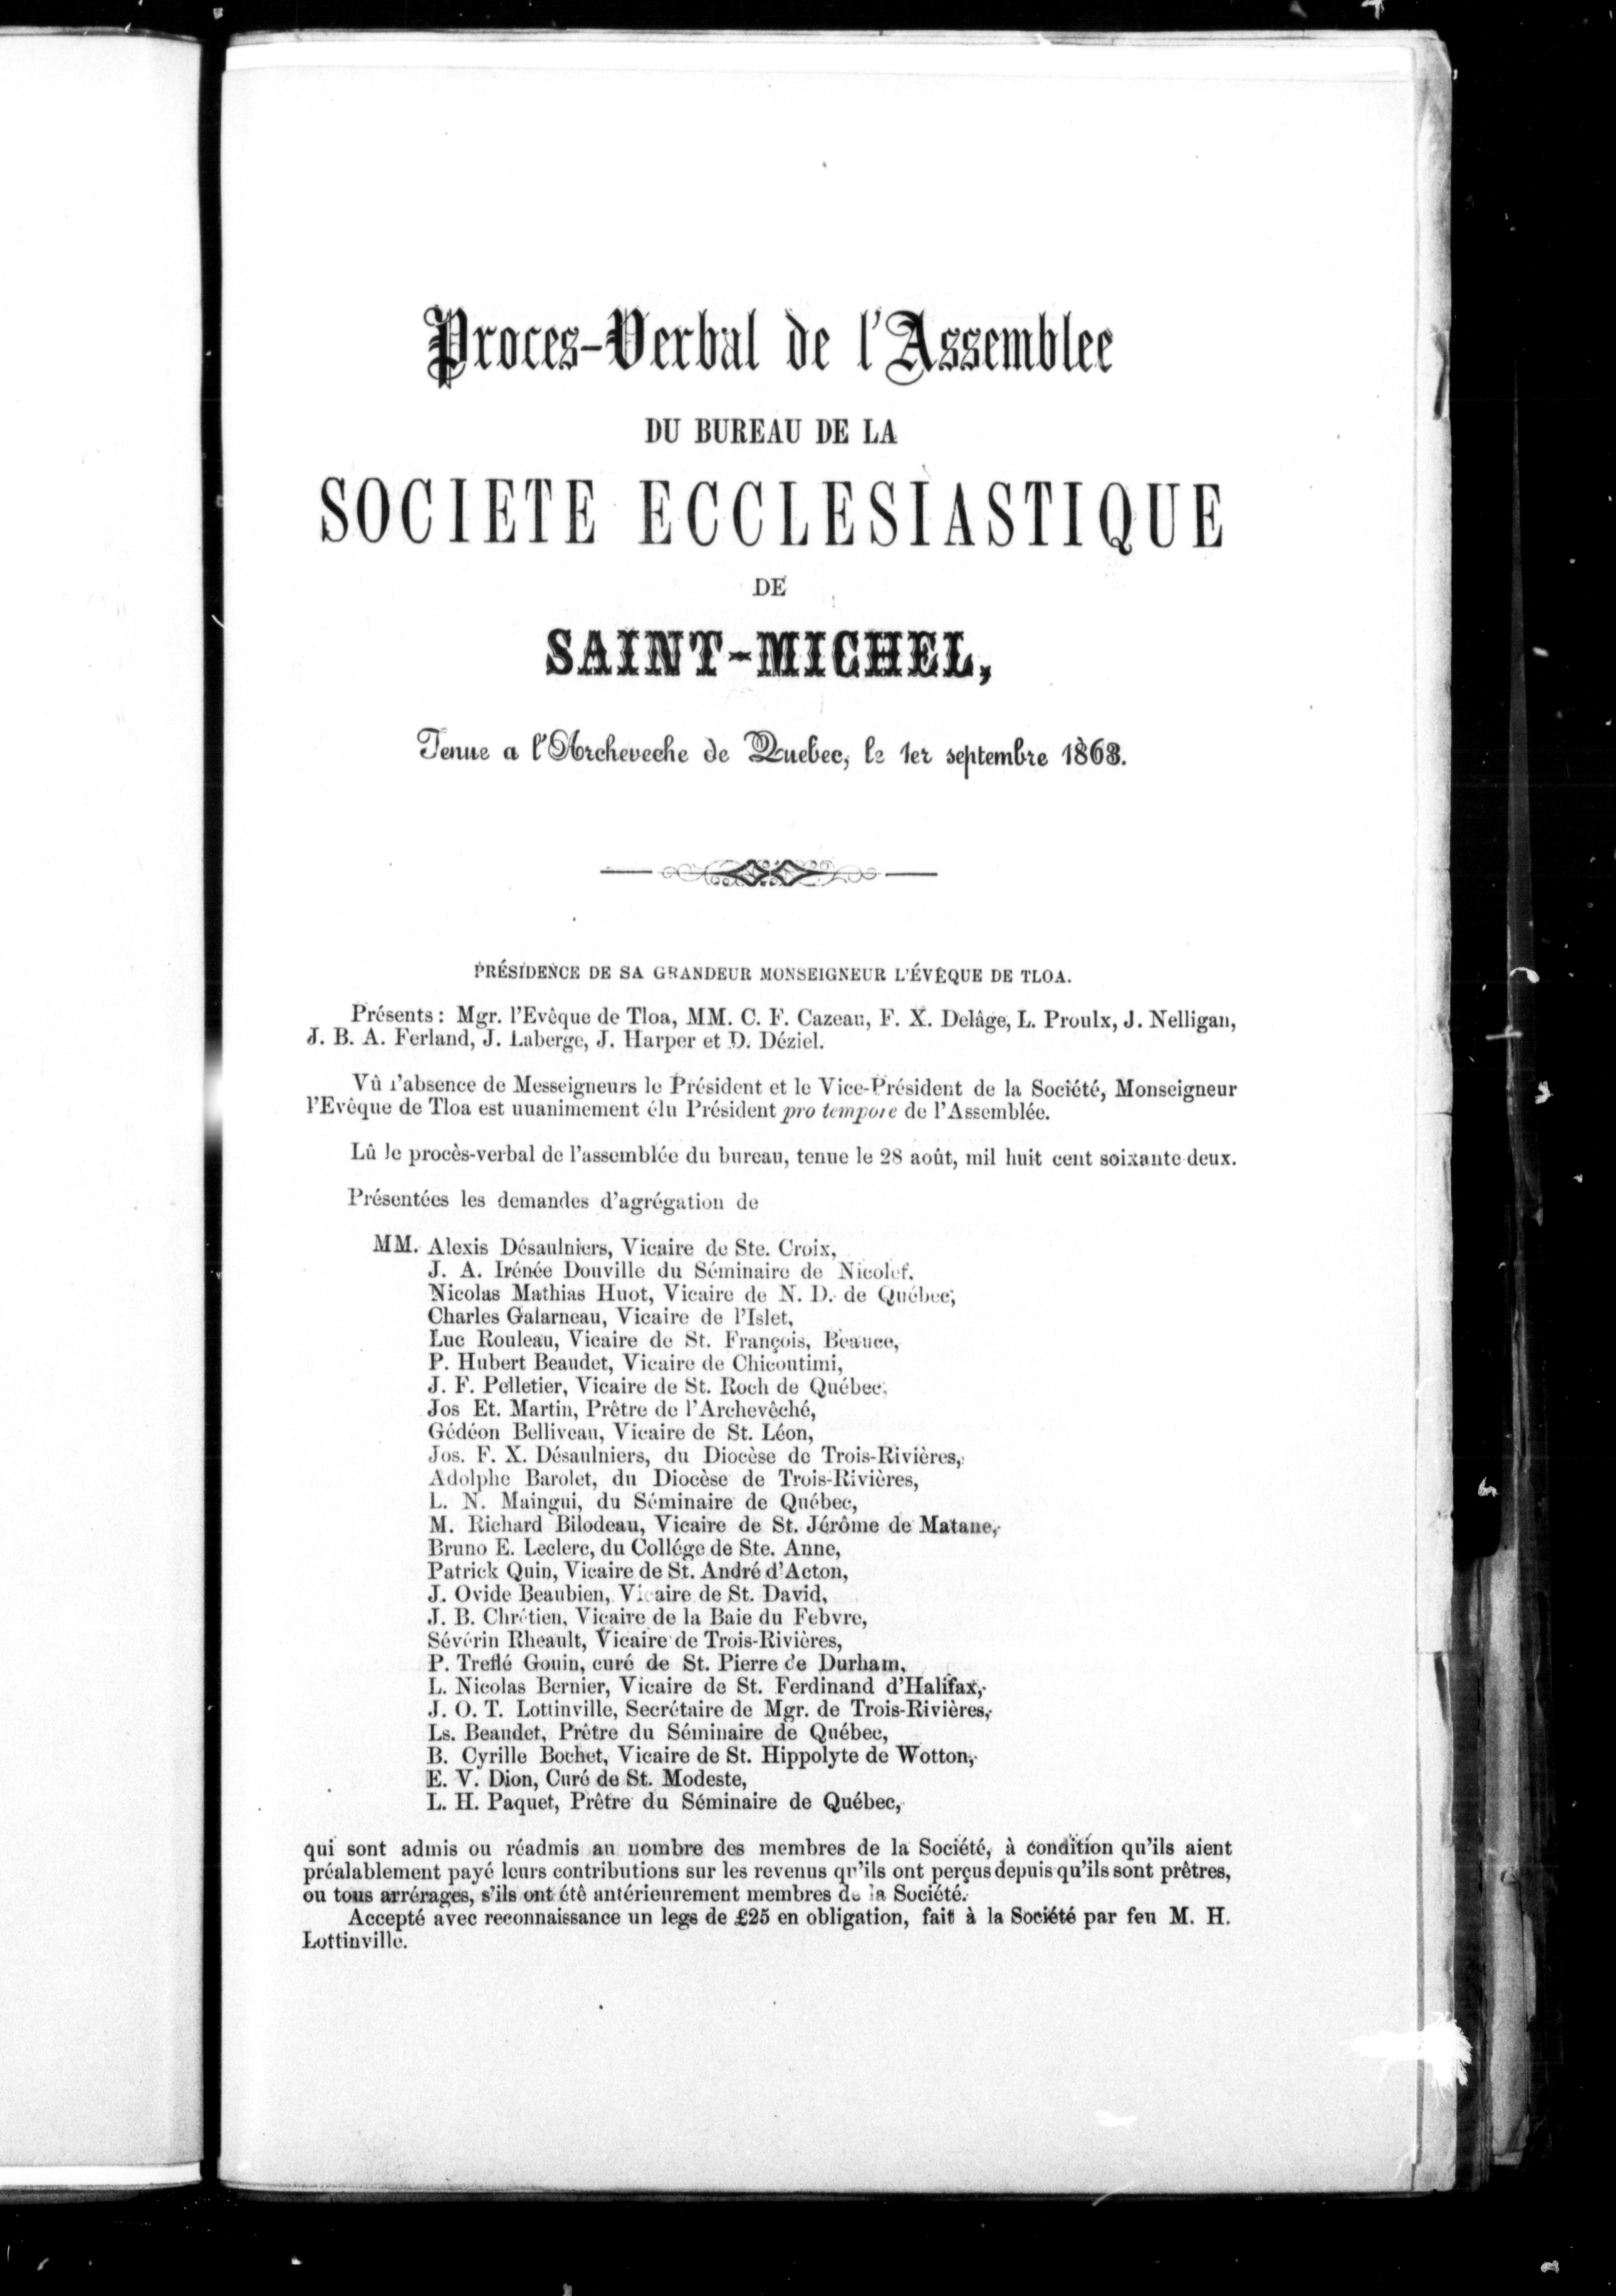 Proces-Verbal de l'Assemblee
DU BUREAU DE LA
SOCIETE ECCLESIASTIQUE
DE
SAINT-MICHEL,
Tenue a l'Archeveche de Quebec, le 1er septembre 1863.
PRÉSIDENCE DE SA GRANDEUR MONSEIGNEUR L'ÉVÊQUE DE TLOA.
Présents : Mgr. l'Evêque de Tloa, MM. C. F. Cazeau, F. X. Delâge, L. Proulx, J. Nelligan,
J. B. A. Ferland, J. Laberge, J. Harper et D. Déziel.
Vû l'absence de Messeigneurs le Président et le Vice-Président de la Société, Monseigneur
l'Evêque de Tloa est unanimement élu Président pro tempore de l'Assemblée.
Lû le procès-verbal de l'assemblée du bureau, tenue le 28 août, mil huit cent soixante-deux.
Présentées les demandes d'agrégation de
MM. Alexis Désaulniers, Vicaire de Ste. Croix,
J. A. Irénée Douville du Séminaire de Nicolet.
Nicolas Mathias Huot, Vicaire de N. D. de Québec,
Charles Galarneau, Vicaire de l'Islet,
Luc Rouleau, Vicaire de St. François, Beauce,
P. Hubert Beaudet, Vicaire de Chicoutimi,
J. F. Pelletier, Vicaire de St. Roch de Québec,
Jos Et. Martin, Prêtre de l'Archevêché,
Gédéon Belliveau, Vicaire de St. Léon,
Jos. F. X. Désaulniers, du Diocèse de Trois-Rivières,
Adolphe Barolet, du Diocèse de Trois-Rivières,
L. N. Maingui, du Séminaire de Québec,
M. Richard Bilodeau, Vicaire de St. Jérôme de Matane,
Bruno E. Leclerc, du Collége de Ste. Anne,
Patrick Quin, Vicaire de St. André d'Acton,
J. Ovide Beaubien, Vicaire de St. David,
J. B. Chrétien, Vicaire de la Baie du Febvre,
Sévérin Rheault, Vicaire de Trois-Rivières,
P. Treflé Gouin, curé de St. Pierre de Durham,
L. Nicolas Bernier, Vicaire de St. Ferdinand d'Halifax,
J. O. T. Lottinville, Secrétaire de Mgr. de Trois-Rivières,
Ls. Beaudet, Prêtre du Séminaire de Québec,
B. Cyrille Bochet, Vicaire de St. Hippolyte de Wotton,
E. V. Dion, Curé de St. Modeste,
L. H. Paquet, Prêtre du Séminaire de Québec,
qui sont admis ou réadmis au nombre des membres de la Société, à condition qu'ils aient
préalablement payé leurs contributions sur les revenus qu'ils ont perçus depuis qu'ils sont prêtres,
ou tous arrérages, s'ils ont étê antérieurement membres de la Société.
Accepté avec reconnaissance un legs de £25 en obligation, fait à la Société par feu M. H.
Lottinville.